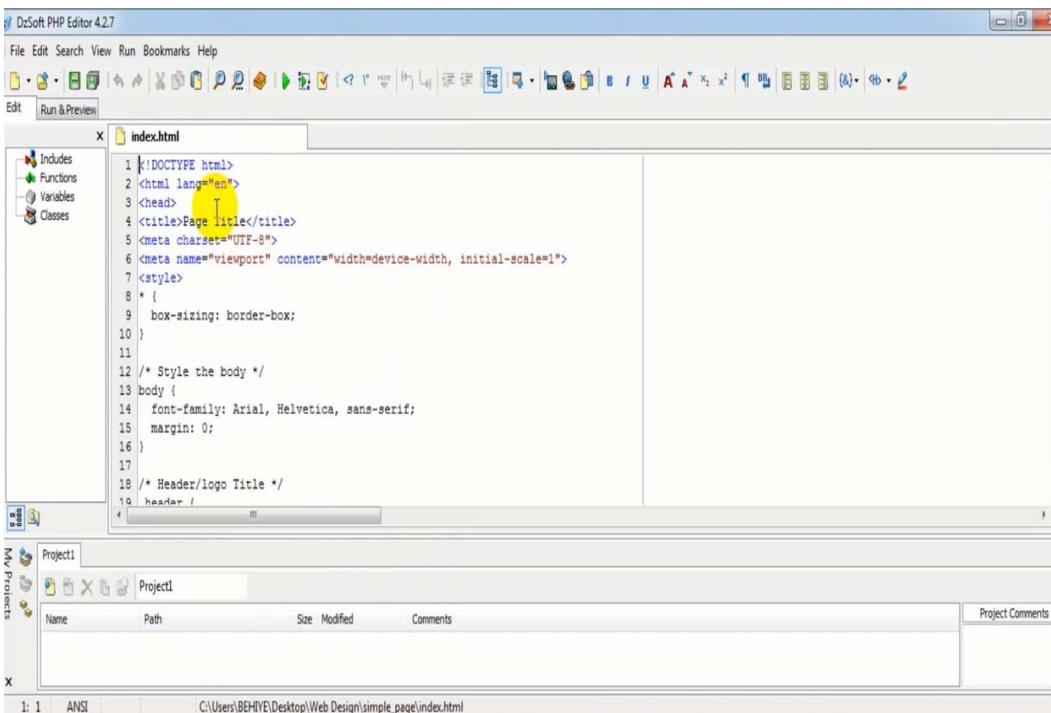 DzSoft PHP Editor 4.2.7
File Edit Search View Run Bookmarks Help
Edit Run & Preview
x index.html
Includes
Functions
Variables
Classes
1 <!DOCTYPE html>
2 <html lang="en">
3 <head>
4 <title>Page Title</title>
5 <meta charset="UTF-8">
6 <meta name="viewport" content="width=device-width, initial-scale=1">
7 <style>
8 * {
9 box-sizing: border-box;
10 }
11
12 /* Style the body */
13 body {
14 font-family: Arial, Helvetica, sans-serif;
15 margin: 0;
16 }
17
18 /* Header/logo Title */
19 header {
My Projects
Project1
Project1
Name Path Size Modified Comments
Project Comments
x
1: 1 ANSI C:\Users\BEHIYE\Desktop\Web Design\simple_page\index.html